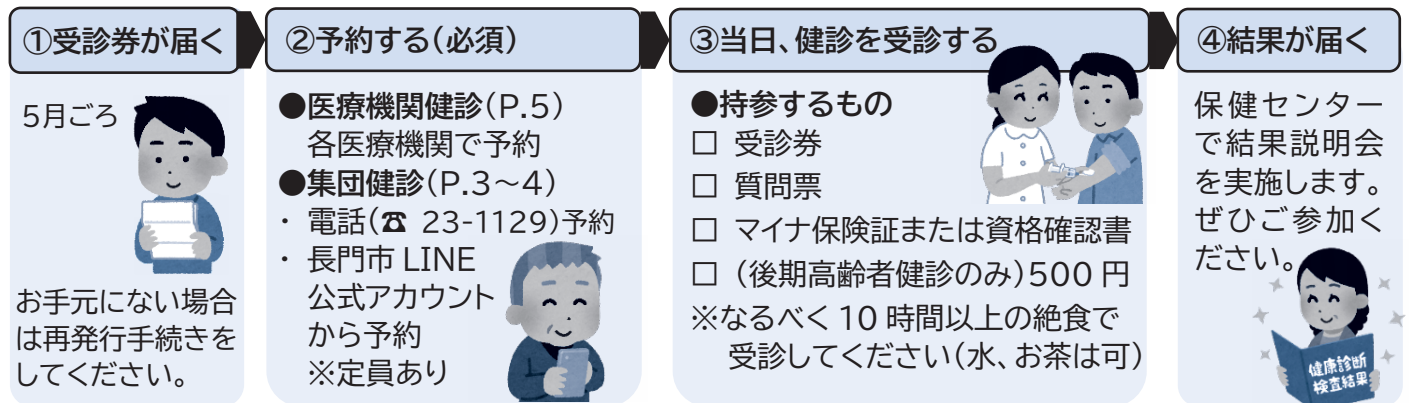 ①受診券が届く
5月ごろ
お手元にない場合
は再発行手続きを
してください。
②予約する(必須)
●医療機関健診(P.5)
各医療機関で予約
●集団健診(P.3~4)
・ 電話(☎ 23-1129)予約
・ 長門市 LINE
公式アカウント
から予約
※定員あり
③当日、健診を受診する
●持参するもの
□ 受診券
□ 質問票
□ マイナ保険証または資格確認書
□ (後期高齢者健診のみ)500 円
※なるべく 10 時間以上の絶食で
受診してください(水、お茶は可)
④結果が届く
保健センター
で結果説明会
を実施します。
ぜひご参加く
ださい。
健康診断
検査結果